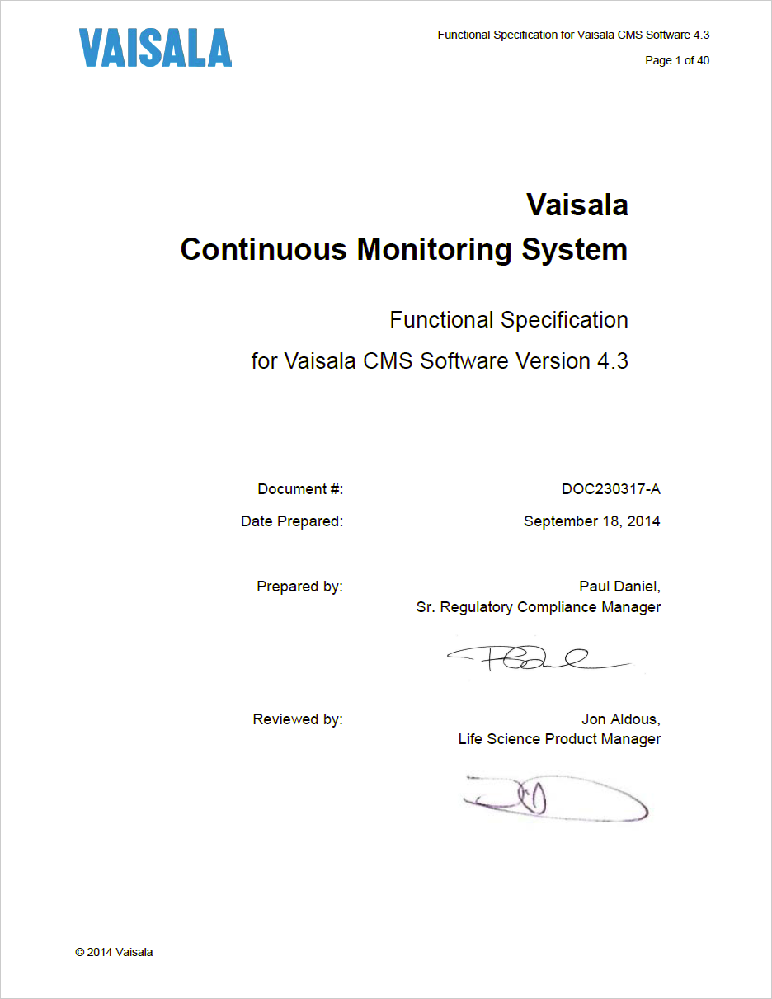 VAISALA
Functional Specification for Vaisala CMS Software 4.3
Page 1 of 40
Vaisala
Continuous Monitoring System
Functional Specification
for Vaisala CMS Software Version 4.3
Document #: DOC230317-A
Date Prepared: September 18, 2014
Prepared by: Paul Daniel,
Sr. Regulatory Compliance Manager
Reviewed by: Jon Aldous,
Life Science Product Manager
© 2014 Vaisala